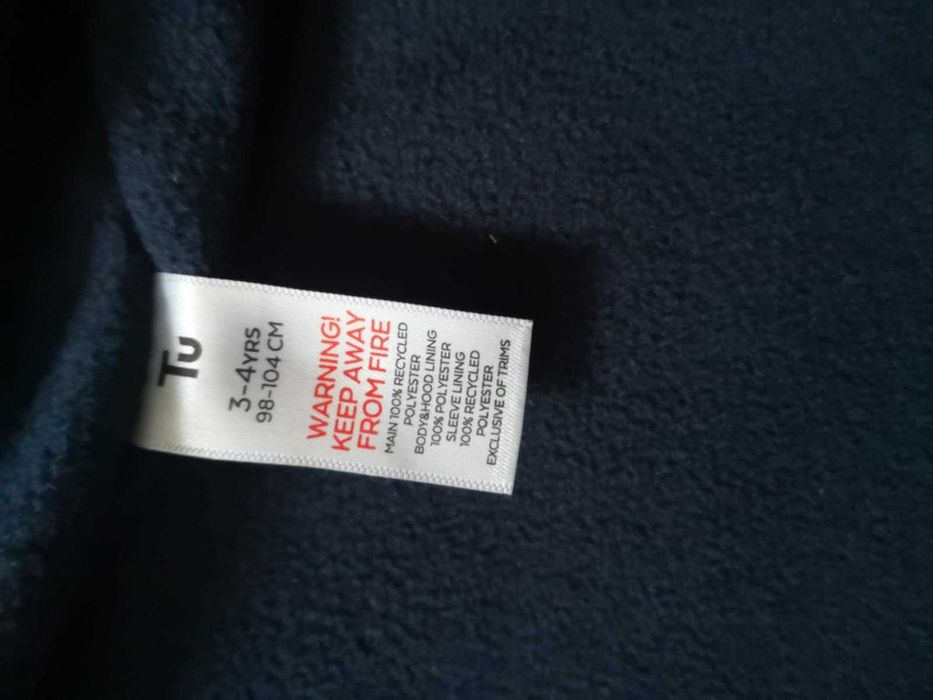 Tu
3-4YRS
98-104 CM
WARNING!
KEEP AWAY
FROM FIRE
MAIN 100% RECYCLED
POLYESTER
BODY&HOOD LINING
100% POLYESTER
SLEEVE LINING
100% RECYCLED
POLYESTER
EXCLUSIVE OF TRIMS